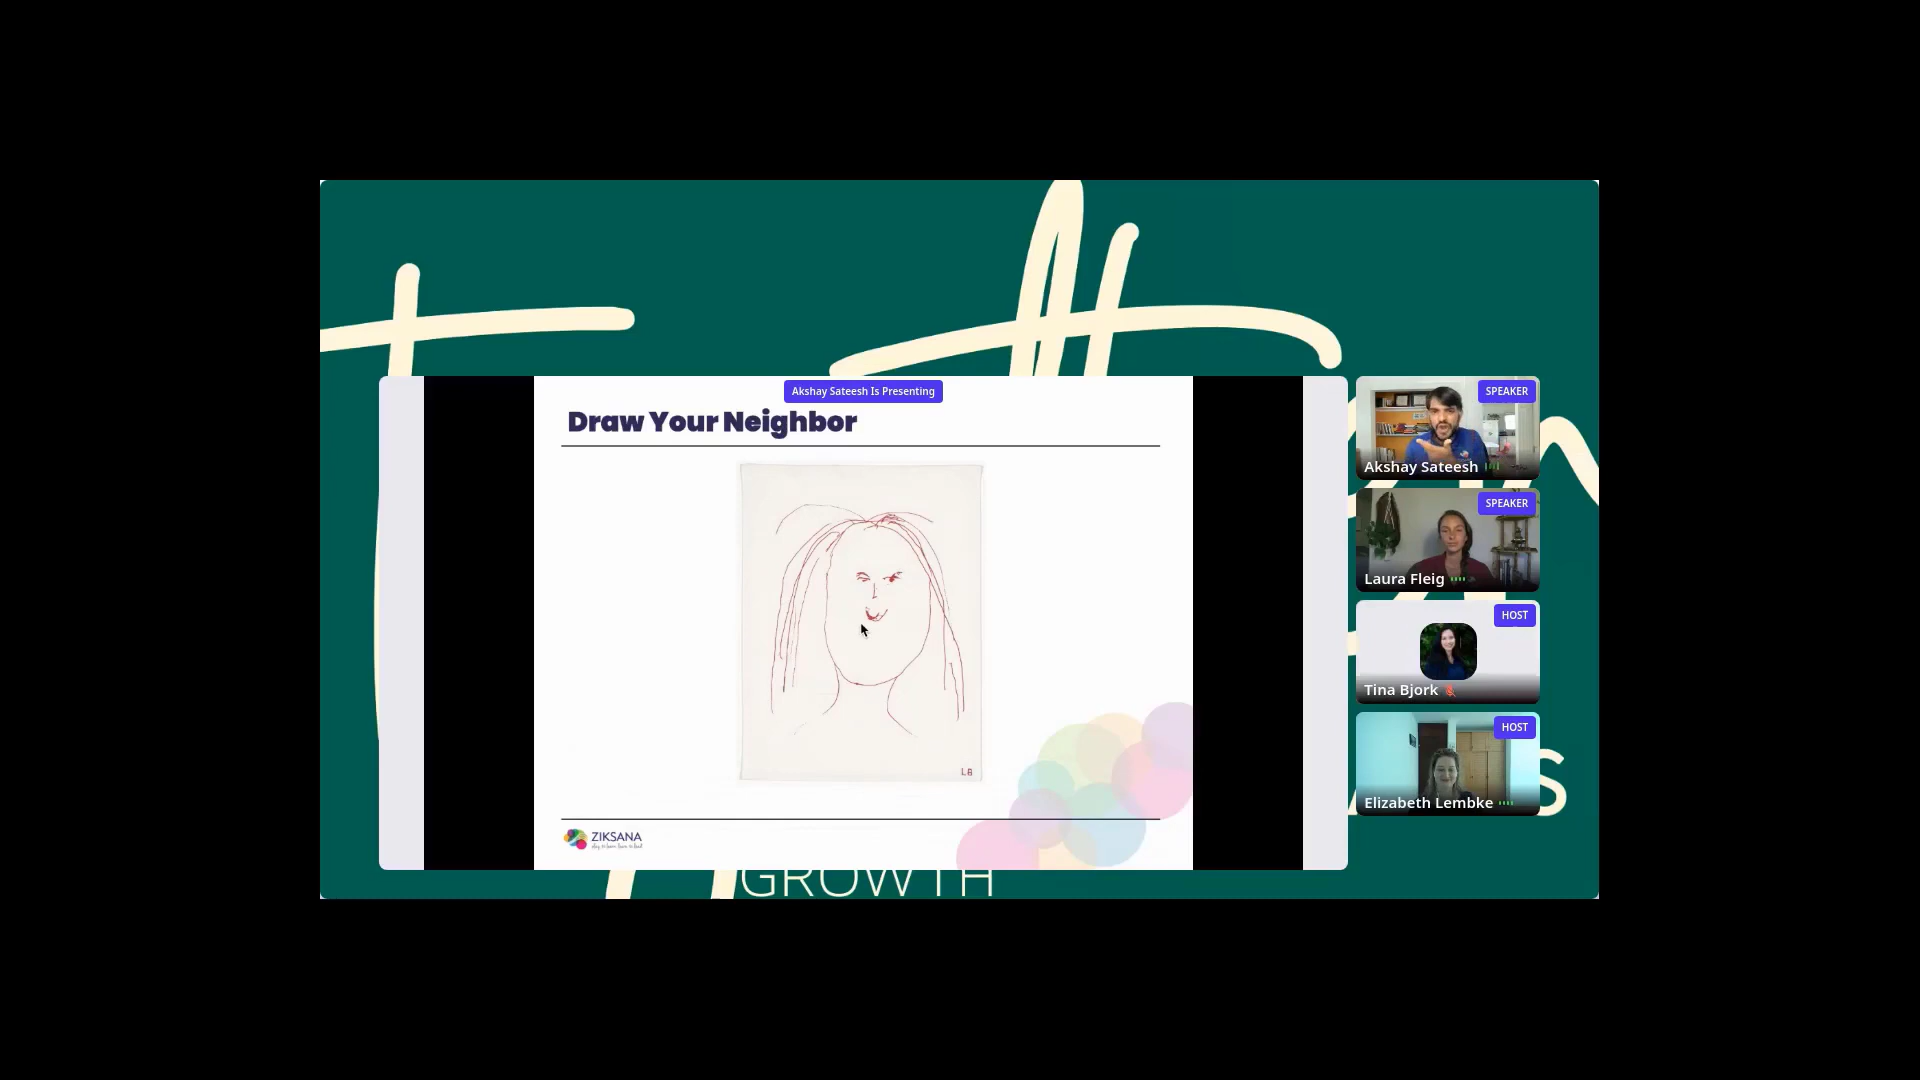 Akshay Sateesh Is Presenting
Draw Your Neighbor
LB
ZIKSANA
GROWTH
SPEAKER
Akshay Sateesh
SPEAKER
Laura Fleig
HOST
Tina Bjork
HOST
Elizabeth Lembke
S